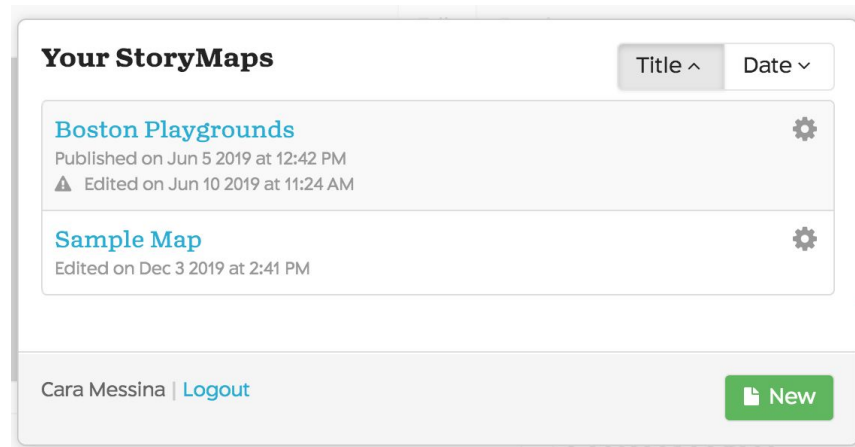 Your StoryMaps
Title
Date
Boston Playgrounds
Published on Jun 5 2019 at 12:42 PM
Edited on Jun 10 2019 at 11:24 AM
Sample Map
Edited on Dec 3 2019 at 2:41 PM
Cara Messina | Logout
New